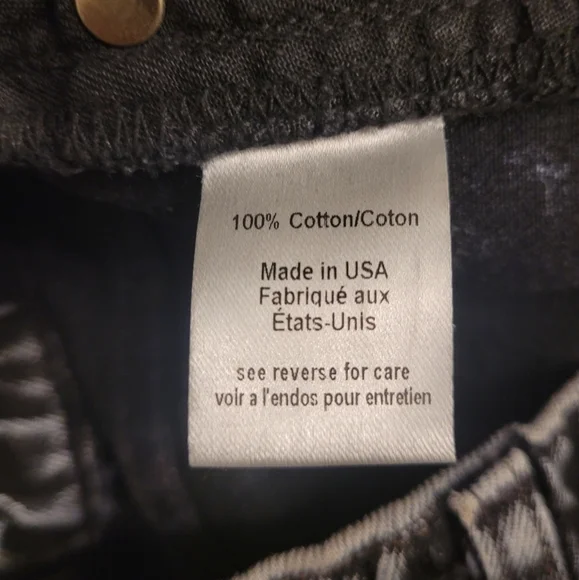 100% Cotton/Coton
Made in USA
Fabriqué aux
États-Unis
see reverse for care
voir a l'endos pour entretien